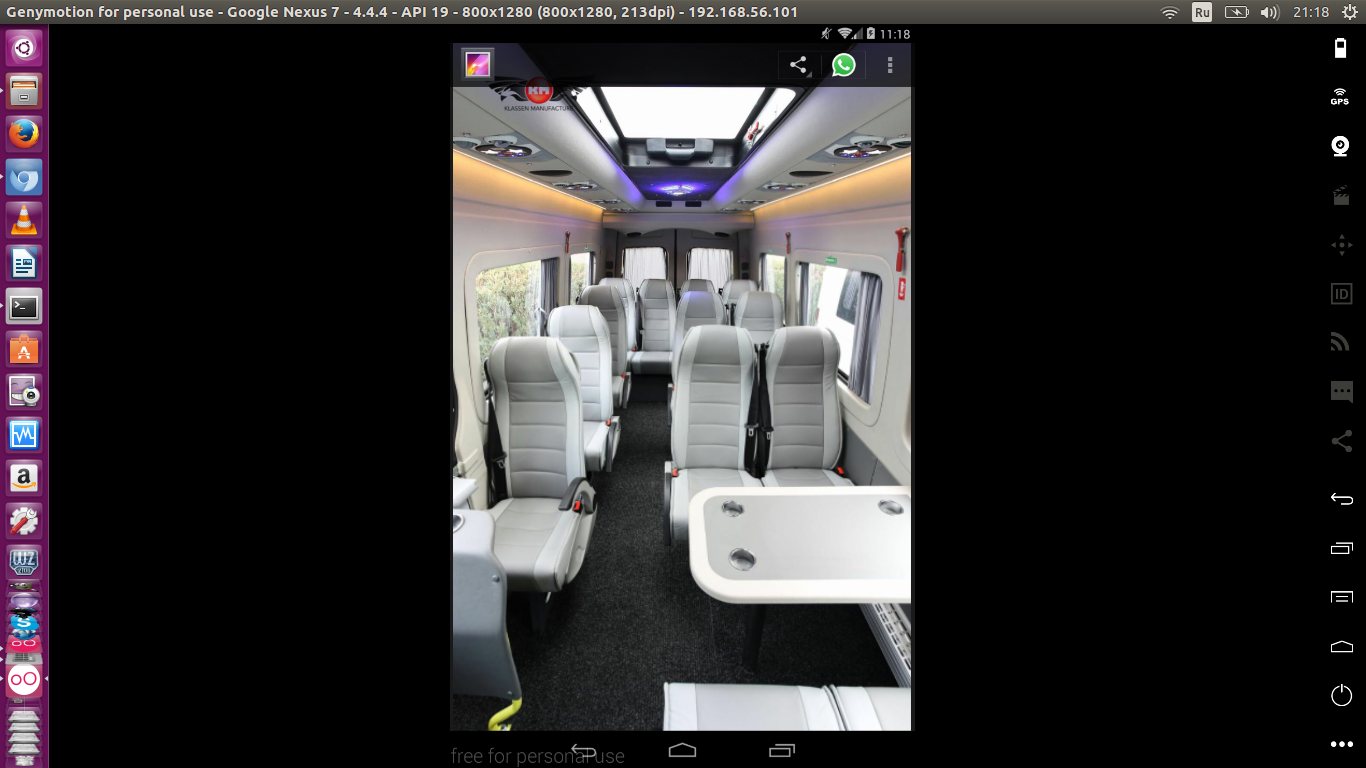 Genymotion for personal use - Google Nexus 7 - 4.4.4 - API 19 - 800x1280 (800x1280, 213dpi) - 192.168.56.101
Ru
21:18
11:18
GPS
KM
KLASSEN MANUFACTURE
ID
a
free for personal use